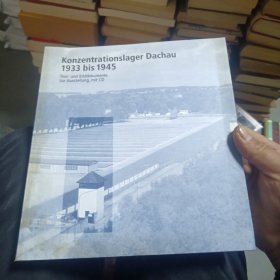 Konzentrationslager Dachau
1933 bis 1945
Text- und Bilddokumente
zur Ausstellung, mit CD